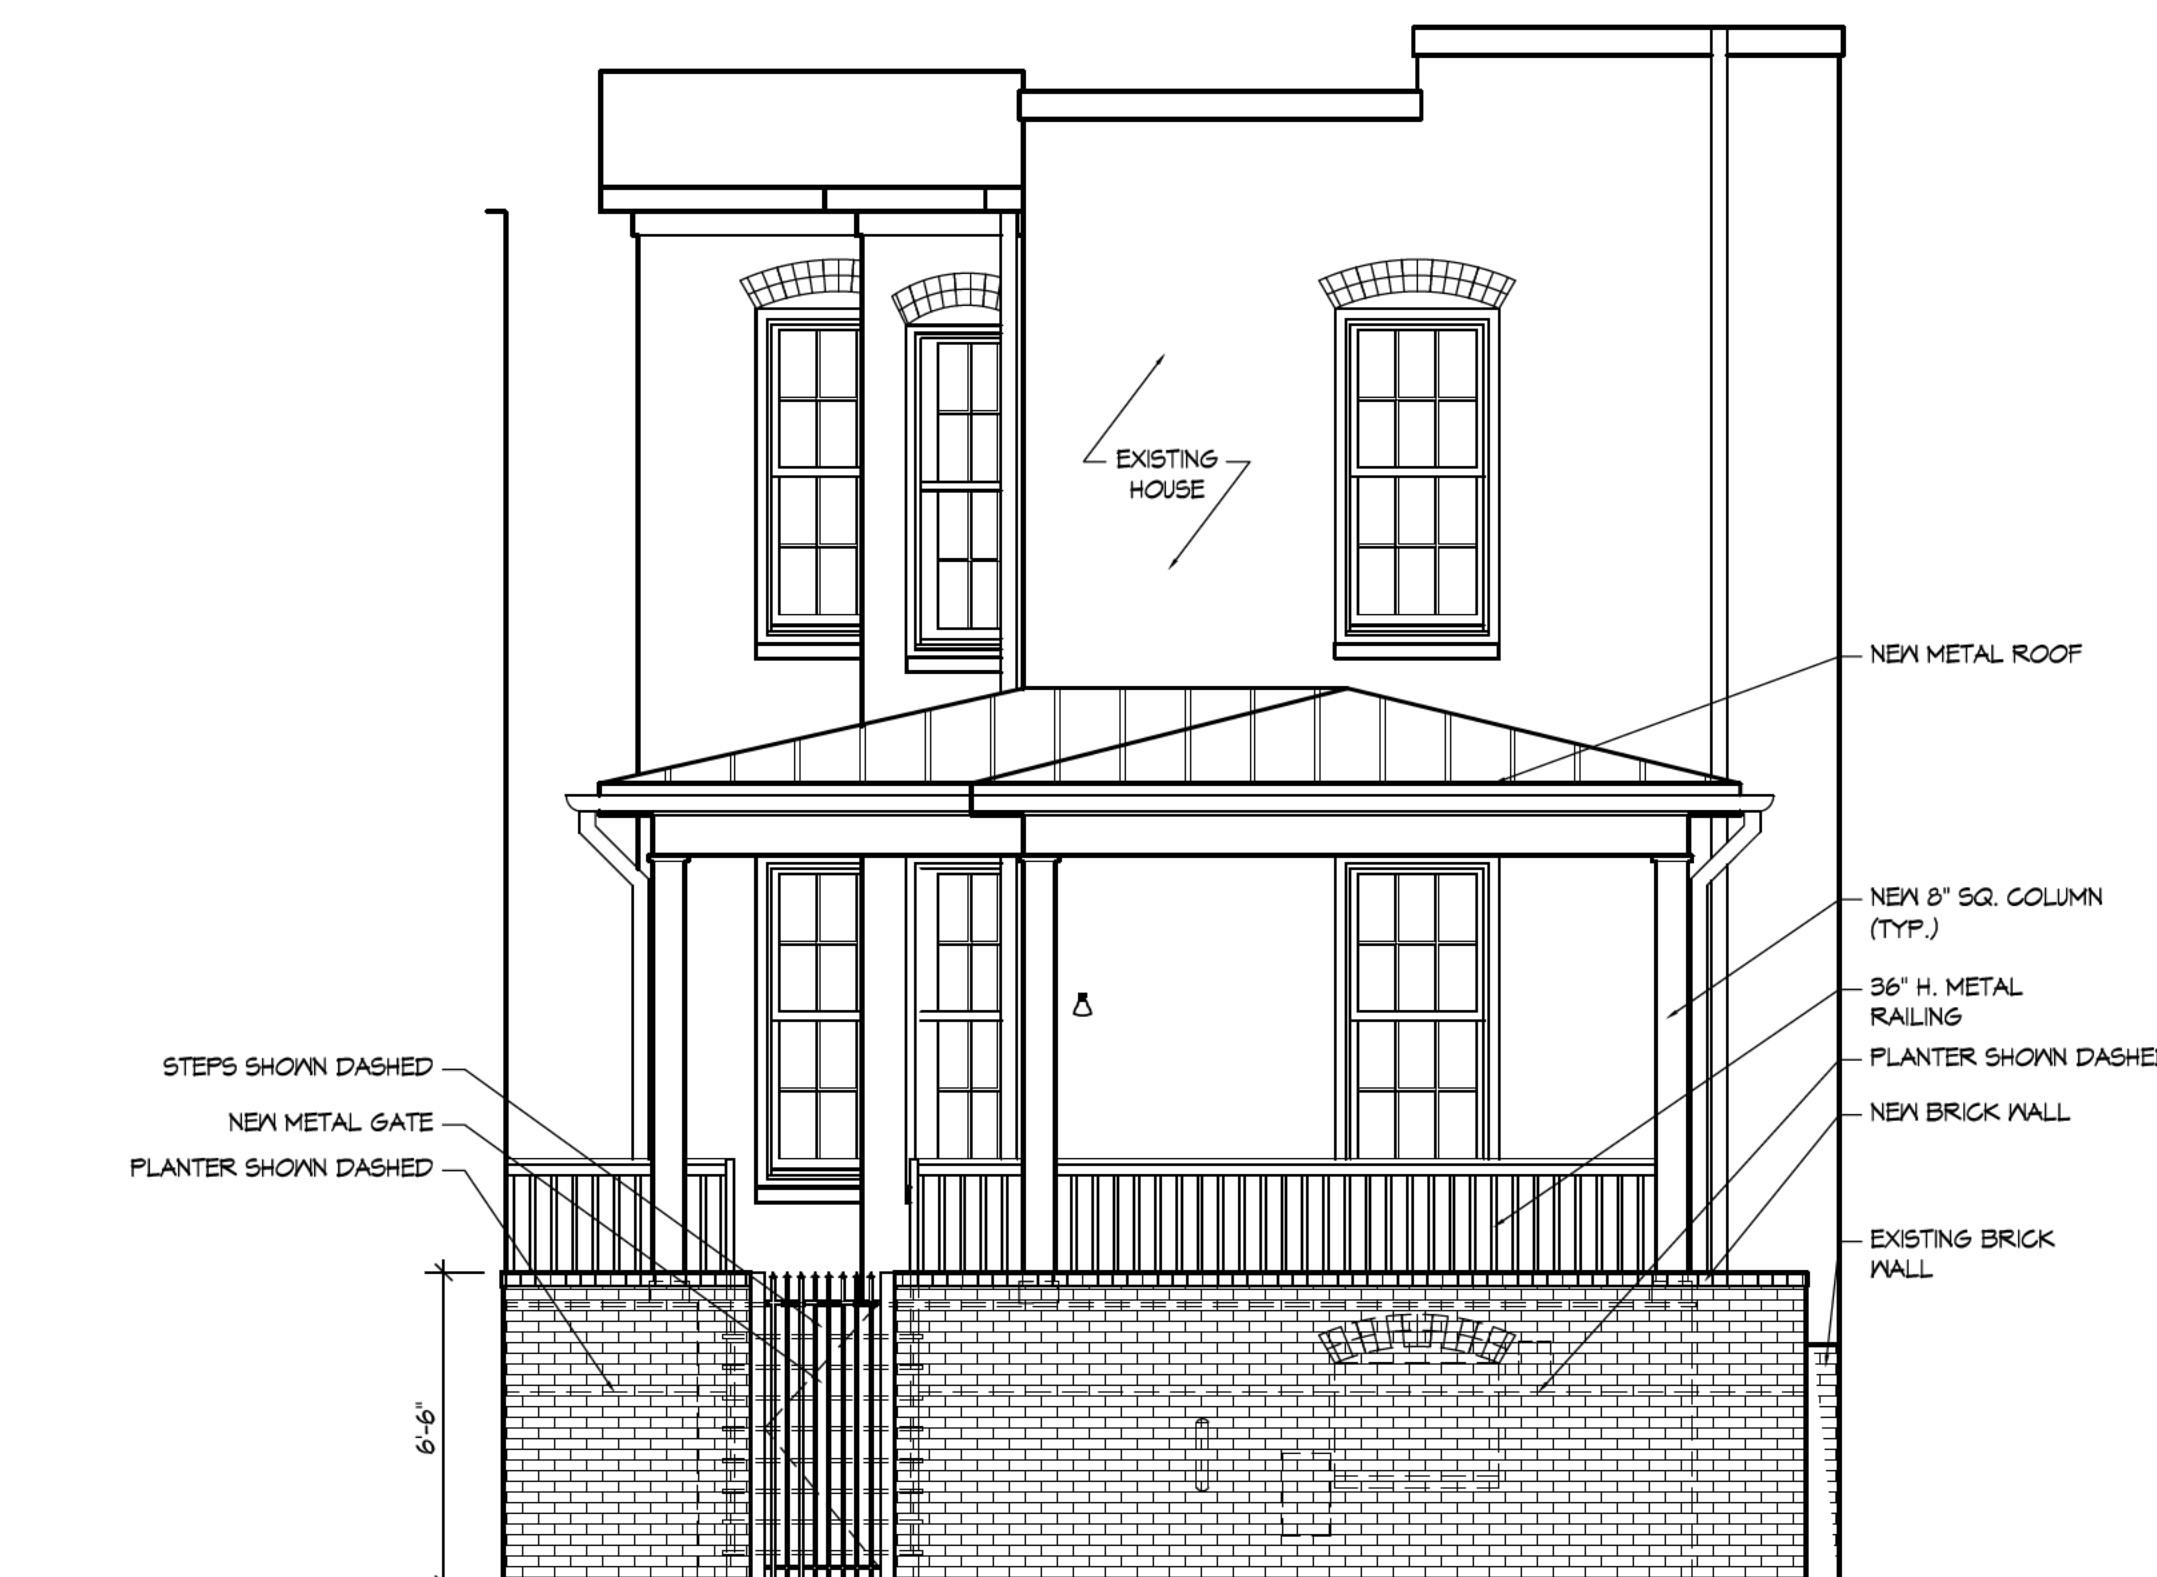 EXISTING
HOUSE
NEW METAL ROOF
NEW 8" SQ. COLUMN
(TYP.)
36" H. METAL
RAILING
PLANTER SHOWN DASHED
NEW BRICK WALL
EXISTING BRICK
WALL
STEPS SHOWN DASHED
NEW METAL GATE
PLANTER SHOWN DASHED
6'-6"